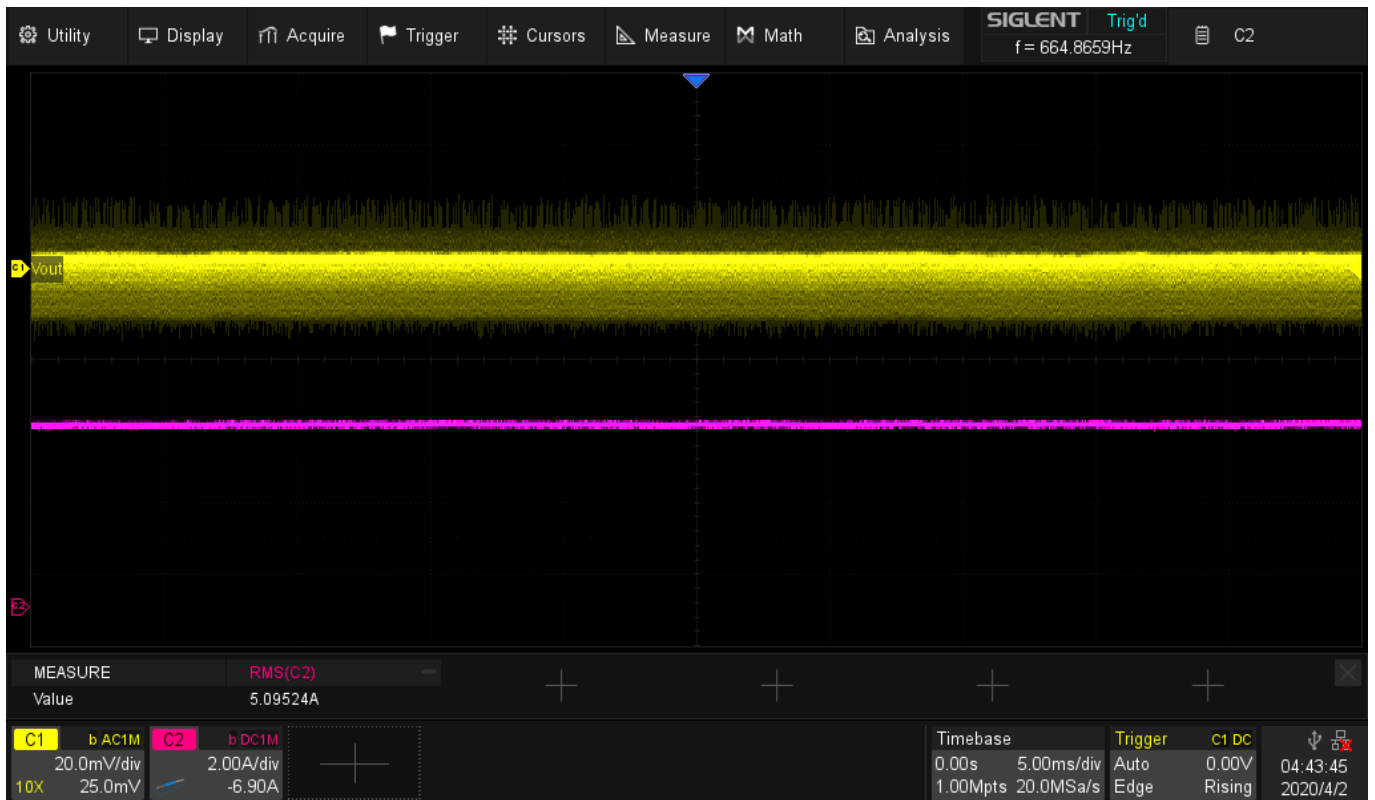 Utility Display Acquire Trigger Cursors Measure Math Analysis SIGLENT Trig'd C2
f = 664.8659Hz
C1 Vout
C2
MEASURE RMS(C2)
Value 5.09524A
C1 b AC1M C2 b DC1M Timebase Trigger C1 DC
20.0mV/div 2.00A/div 0.00s 5.00ms/div Auto 0.00V 04:43:45
10X 25.0mV -6.90A 1.00Mpts 20.0MSa/s Edge Rising 2020/4/2